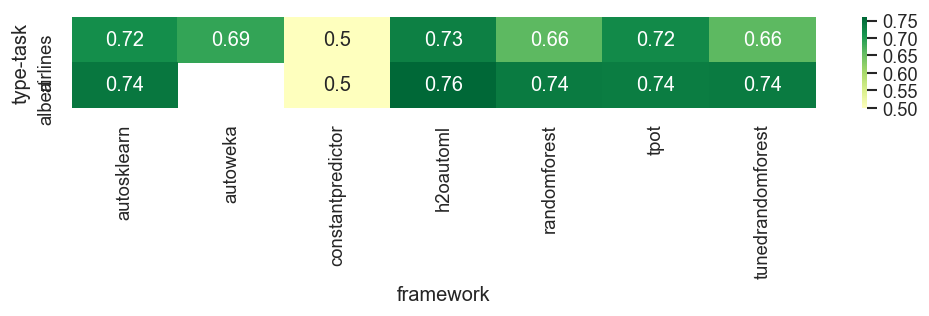 type-task
airlines
albert
0.72 0.69 0.5 0.73 0.66 0.72 0.66
0.74 0.5 0.76 0.74 0.74 0.74
autosklearn
autoweka
constantpredictor
h2oautoml
randomforest
tpot
tunedrandomforest
framework
0.75
0.70
0.65
0.60
0.55
0.50